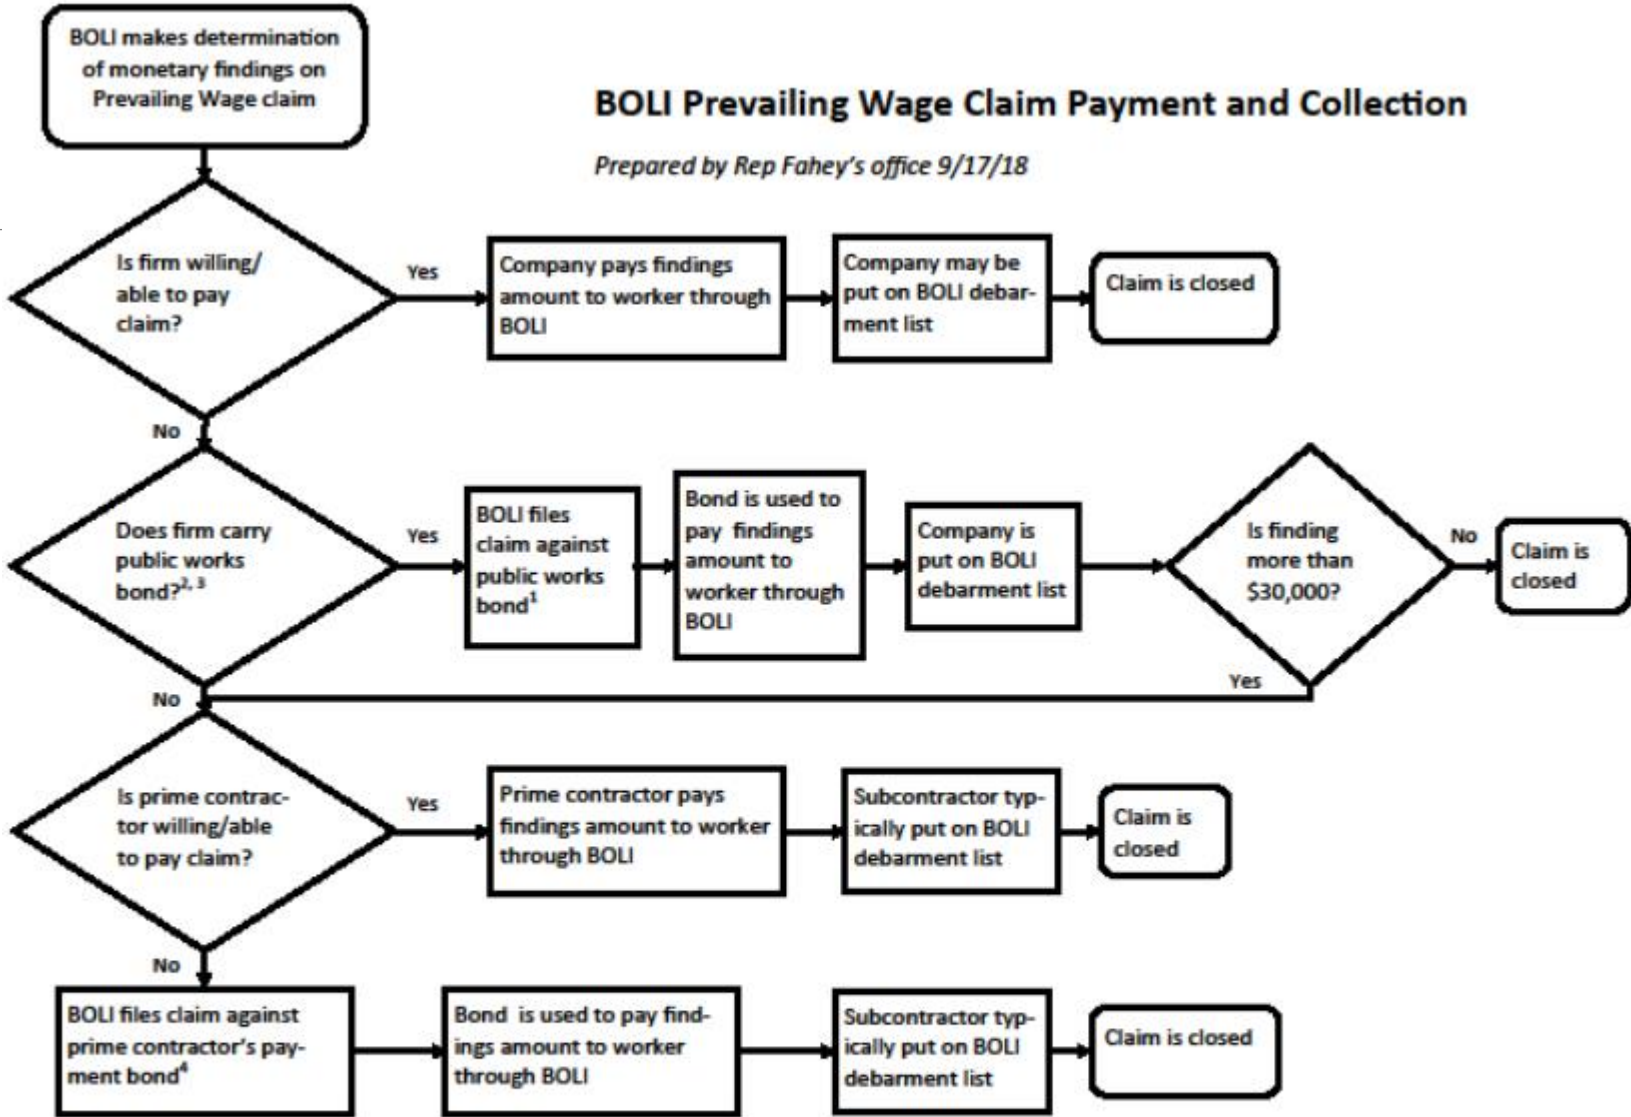 BOLI makes determination
of monetary findings on
Prevailing Wage claim
BOLI Prevailing Wage Claim Payment and Collection
Prepared by Rep Fahey's office 9/17/18
Is firm willing/
able to pay
claim?
Yes
Company pays findings
amount to worker through
BOLI
Company may be
put on BOLI debar-
ment list
Claim is closed
No
Does firm carry
public works
bond?2, 3
Yes
BOLI files
claim against
public works
bond1
Bond is used to
pay findings
amount to
worker through
BOLI
Company is
put on BOLI
debarment list
Is finding
more than
$30,000?
No
Claim is
closed
Yes
No
Is prime contrac-
tor willing/able
to pay claim?
Yes
Prime contractor pays
findings amount to worker
through BOLI
Subcontractor typ-
ically put on BOLI
debarment list
Claim is
closed
No
BOLI files claim against
prime contractor's pay-
ment bond4
Bond is used to pay find-
ings amount to worker
through BOLI
Subcontractor typ-
ically put on BOLI
debarment list
Claim is closed